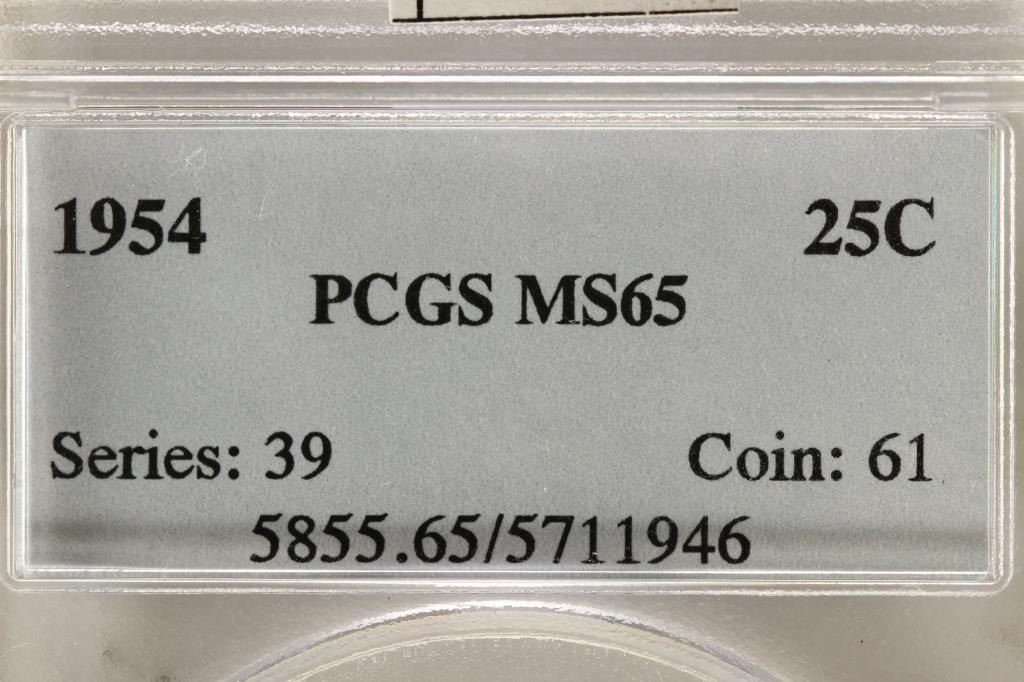 1954 25C
PCGS MS65
Series: 39 Coin: 61
5855.65/5711946